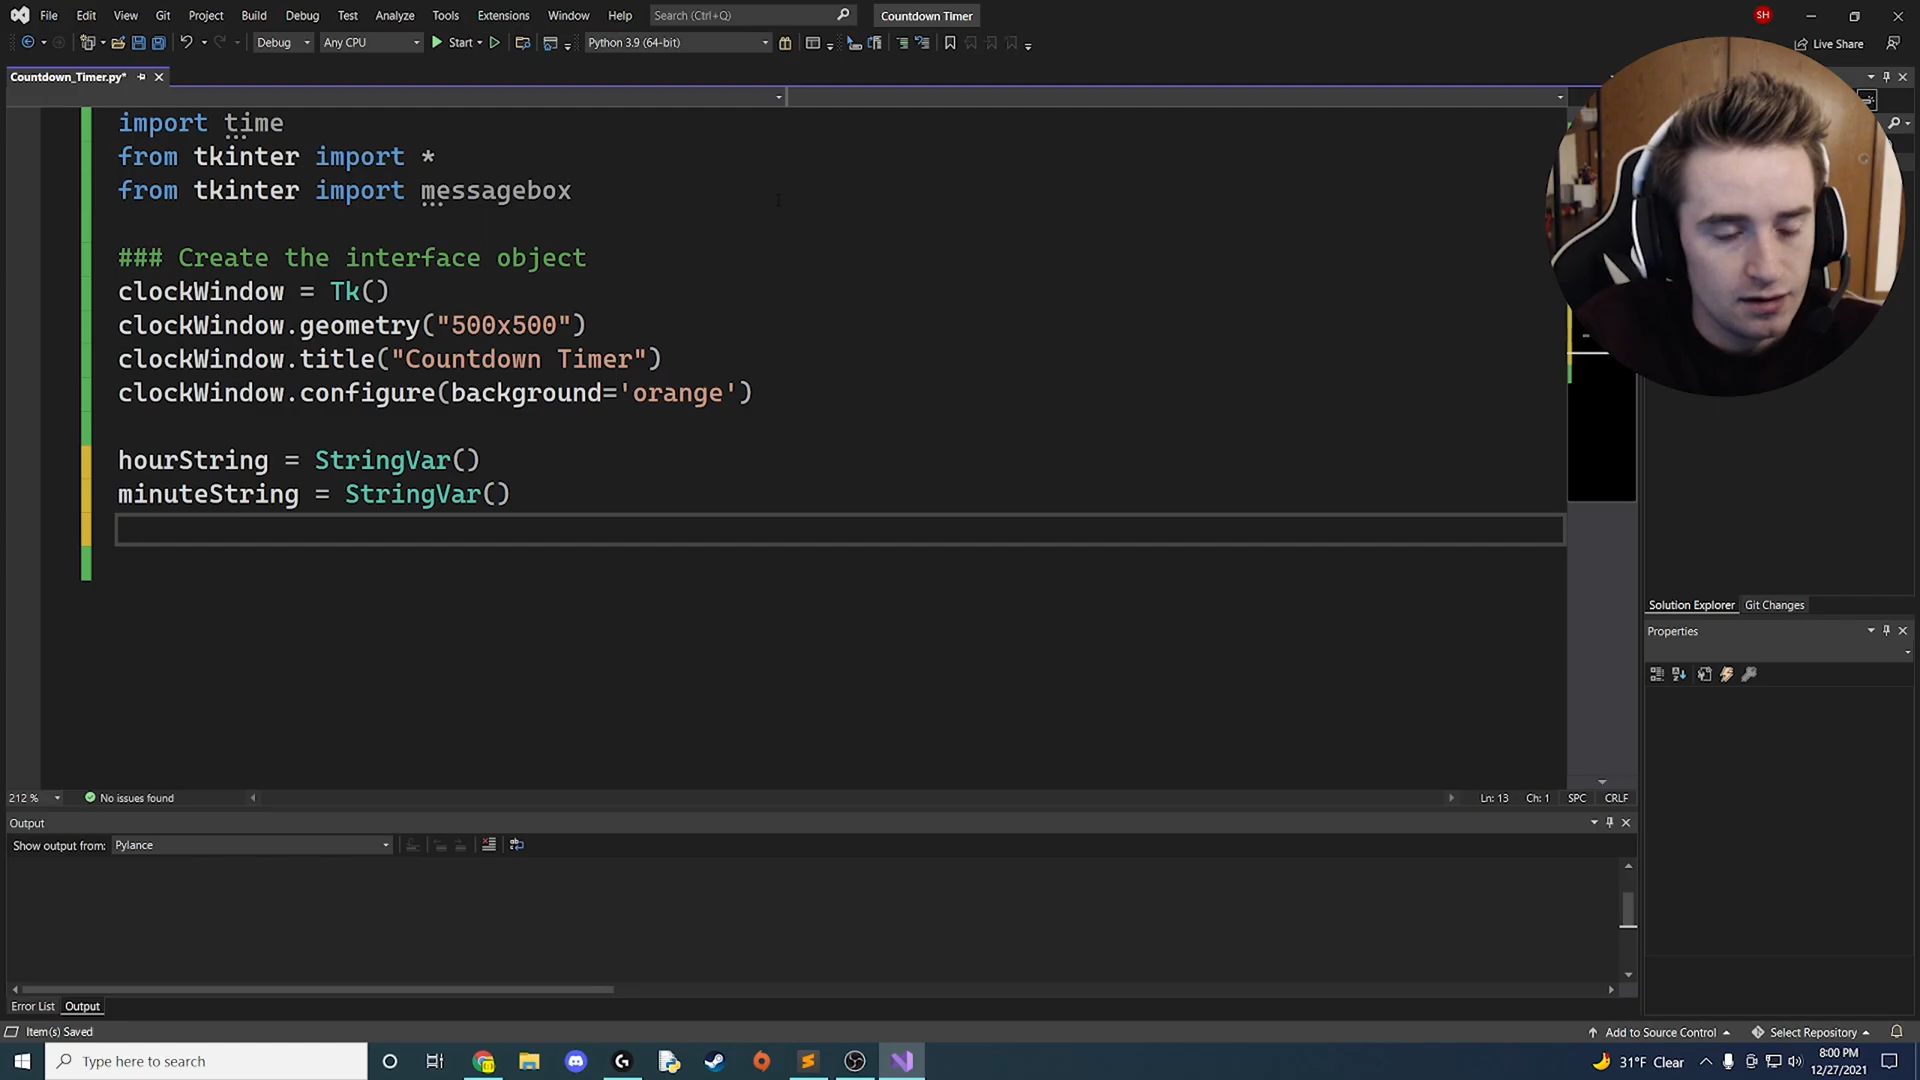 File Edit View Git Project Build Debug Test Analyze Tools Extensions Window Help Search (Ctrl+Q) Countdown Timer SH
Debug Any CPU Start Python 3.9 (64-bit) Live Share
Countdown_Timer.py*
import time
from tkinter import *
from tkinter import messagebox
### Create the interface object
clockWindow = Tk()
clockWindow.geometry("500x500")
clockWindow.title("Countdown Timer")
clockWindow.configure(background='orange')
hourString = StringVar()
minuteString = StringVar()
Solution Explorer Git Changes
Properties
212 % No issues found Ln: 13 Ch: 1 SPC CRLF
Output
Show output from: Pylance
Error List Output
Item(s) Saved Add to Source Control Select Repository
Type here to search 31°F Clear 8:00 PM
12/27/2021